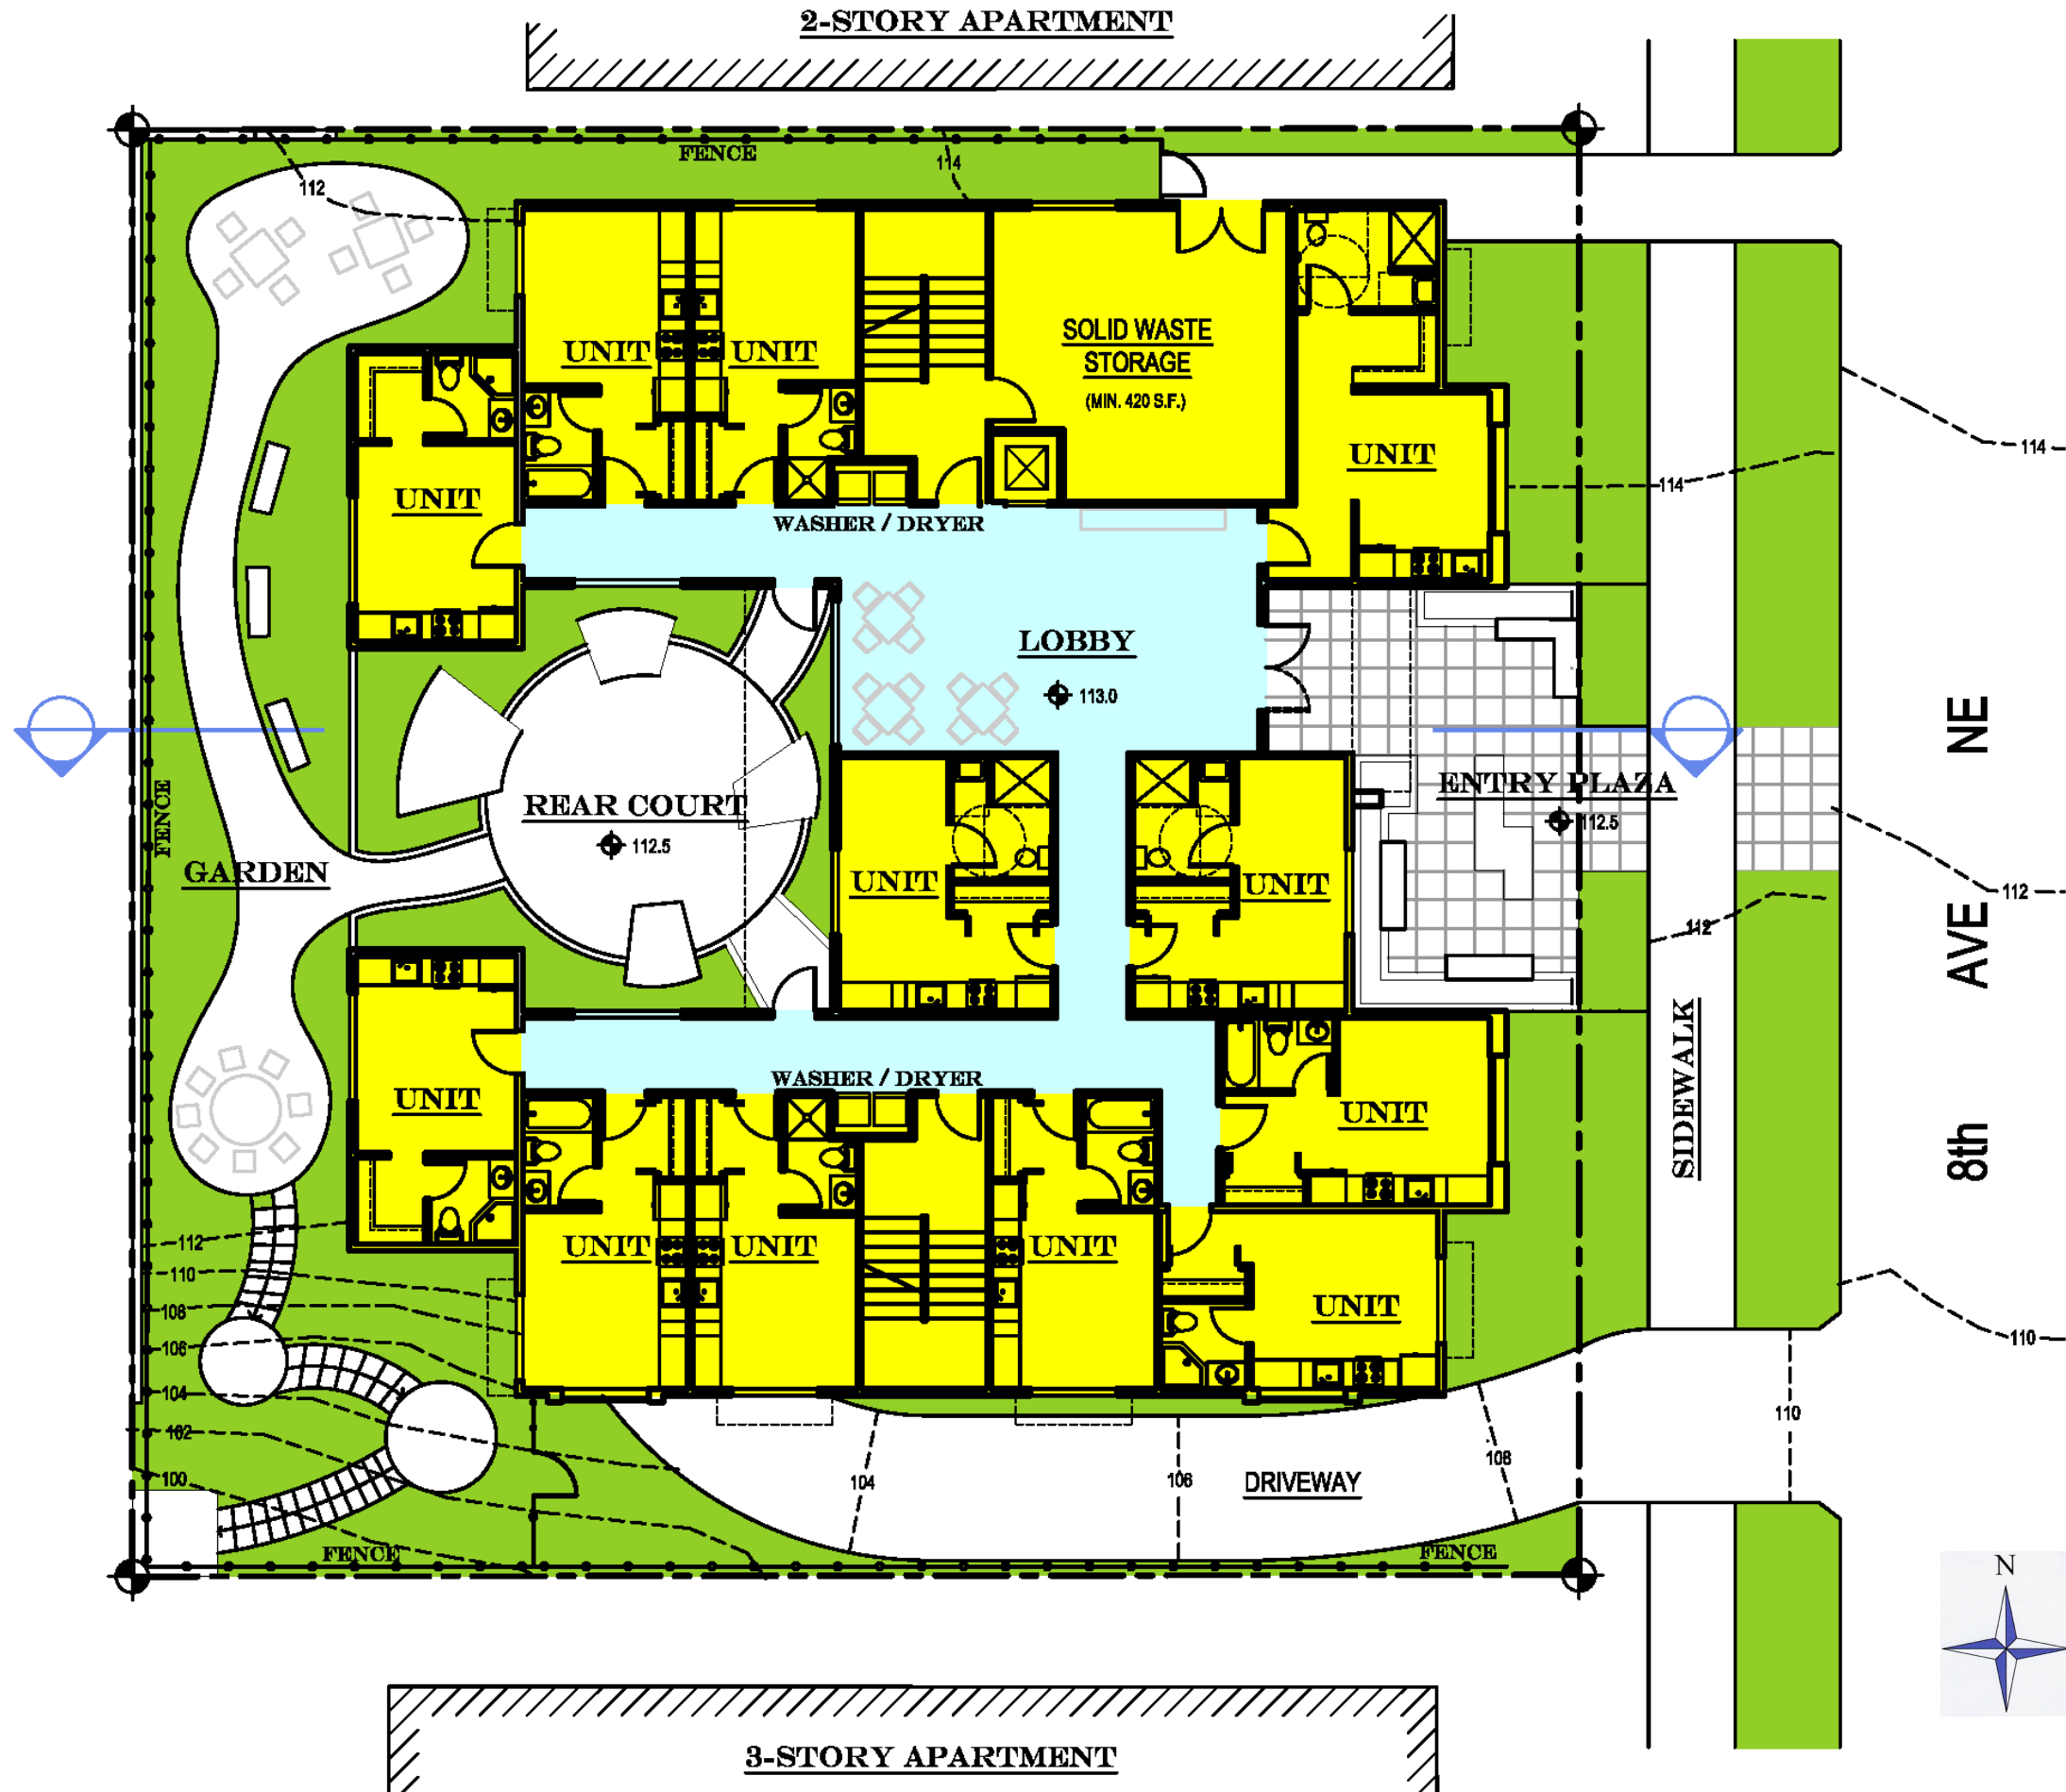 2-STORY APARTMENT
FENCE
114
112
UNIT
UNIT
SOLID WASTE
STORAGE
(MIN. 420 S.F.)
UNIT
114
114
UNIT
WASHER / DRYER
LOBBY
113.0
NE
ENTRY PLAZA
112.5
REAR COURT
112.5
FENCE
GARDEN
UNIT
UNIT
112
112
AVE
SIDEWALK
WASHER / DRYER
UNIT
UNIT
8th
112
UNIT
UNIT
UNIT
110
108
UNIT
110
106
104
102
100
104
106
108
110
DRIVEWAY
FENCE
FENCE
N
3-STORY APARTMENT